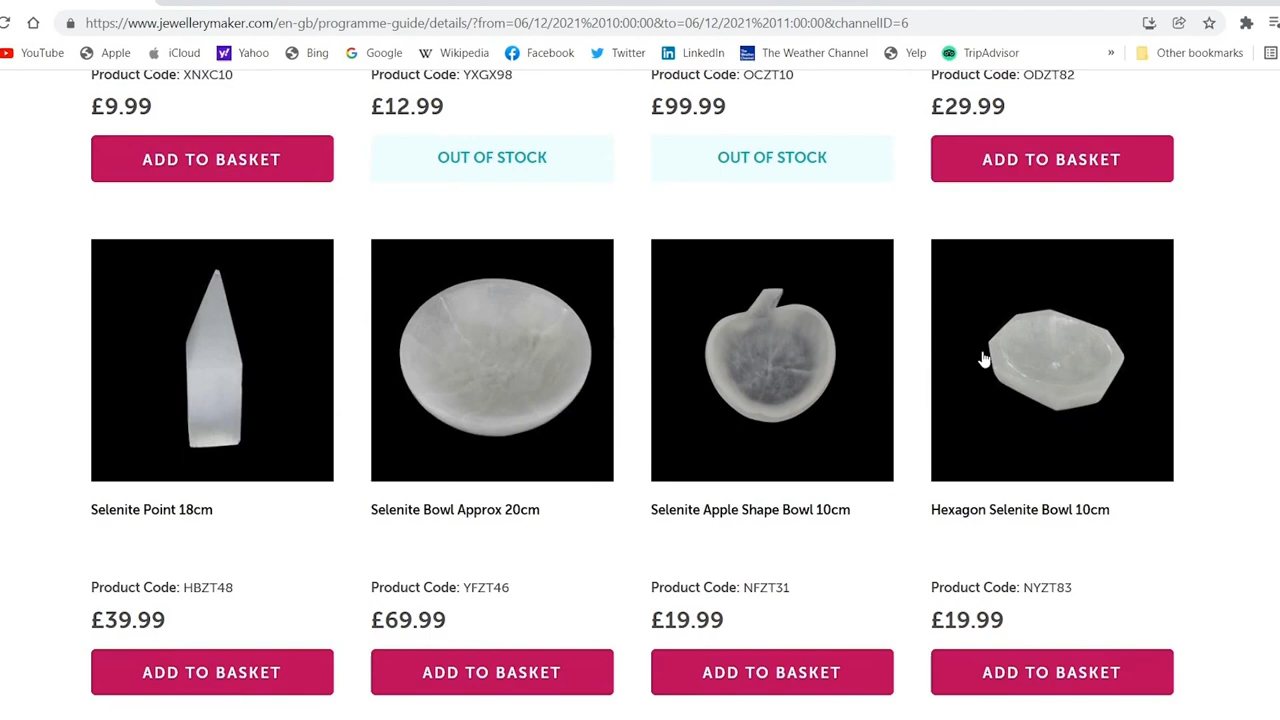 https://www.jewellerymaker.com/en-gb/programme-guide/details/?from=06/12/2021%2010:00:00&to=06/12/2021%2011:00:00&channelID=6
YouTube Apple iCloud Yahoo Bing Google Wikipedia Facebook Twitter LinkedIn The Weather Channel Yelp TripAdvisor » Other bookmarks
Product Code: XNXC10 Product Code: YXGX98 Product Code: OCZT10 Product Code: ODZT82
£9.99 £12.99 £99.99 £29.99
ADD TO BASKET OUT OF STOCK OUT OF STOCK ADD TO BASKET
Selenite Point 18cm Selenite Bowl Approx 20cm Selenite Apple Shape Bowl 10cm Hexagon Selenite Bowl 10cm
Product Code: HBZT48 Product Code: YFZT46 Product Code: NFZT31 Product Code: NYZT83
£39.99 £69.99 £19.99 £19.99
ADD TO BASKET ADD TO BASKET ADD TO BASKET ADD TO BASKET